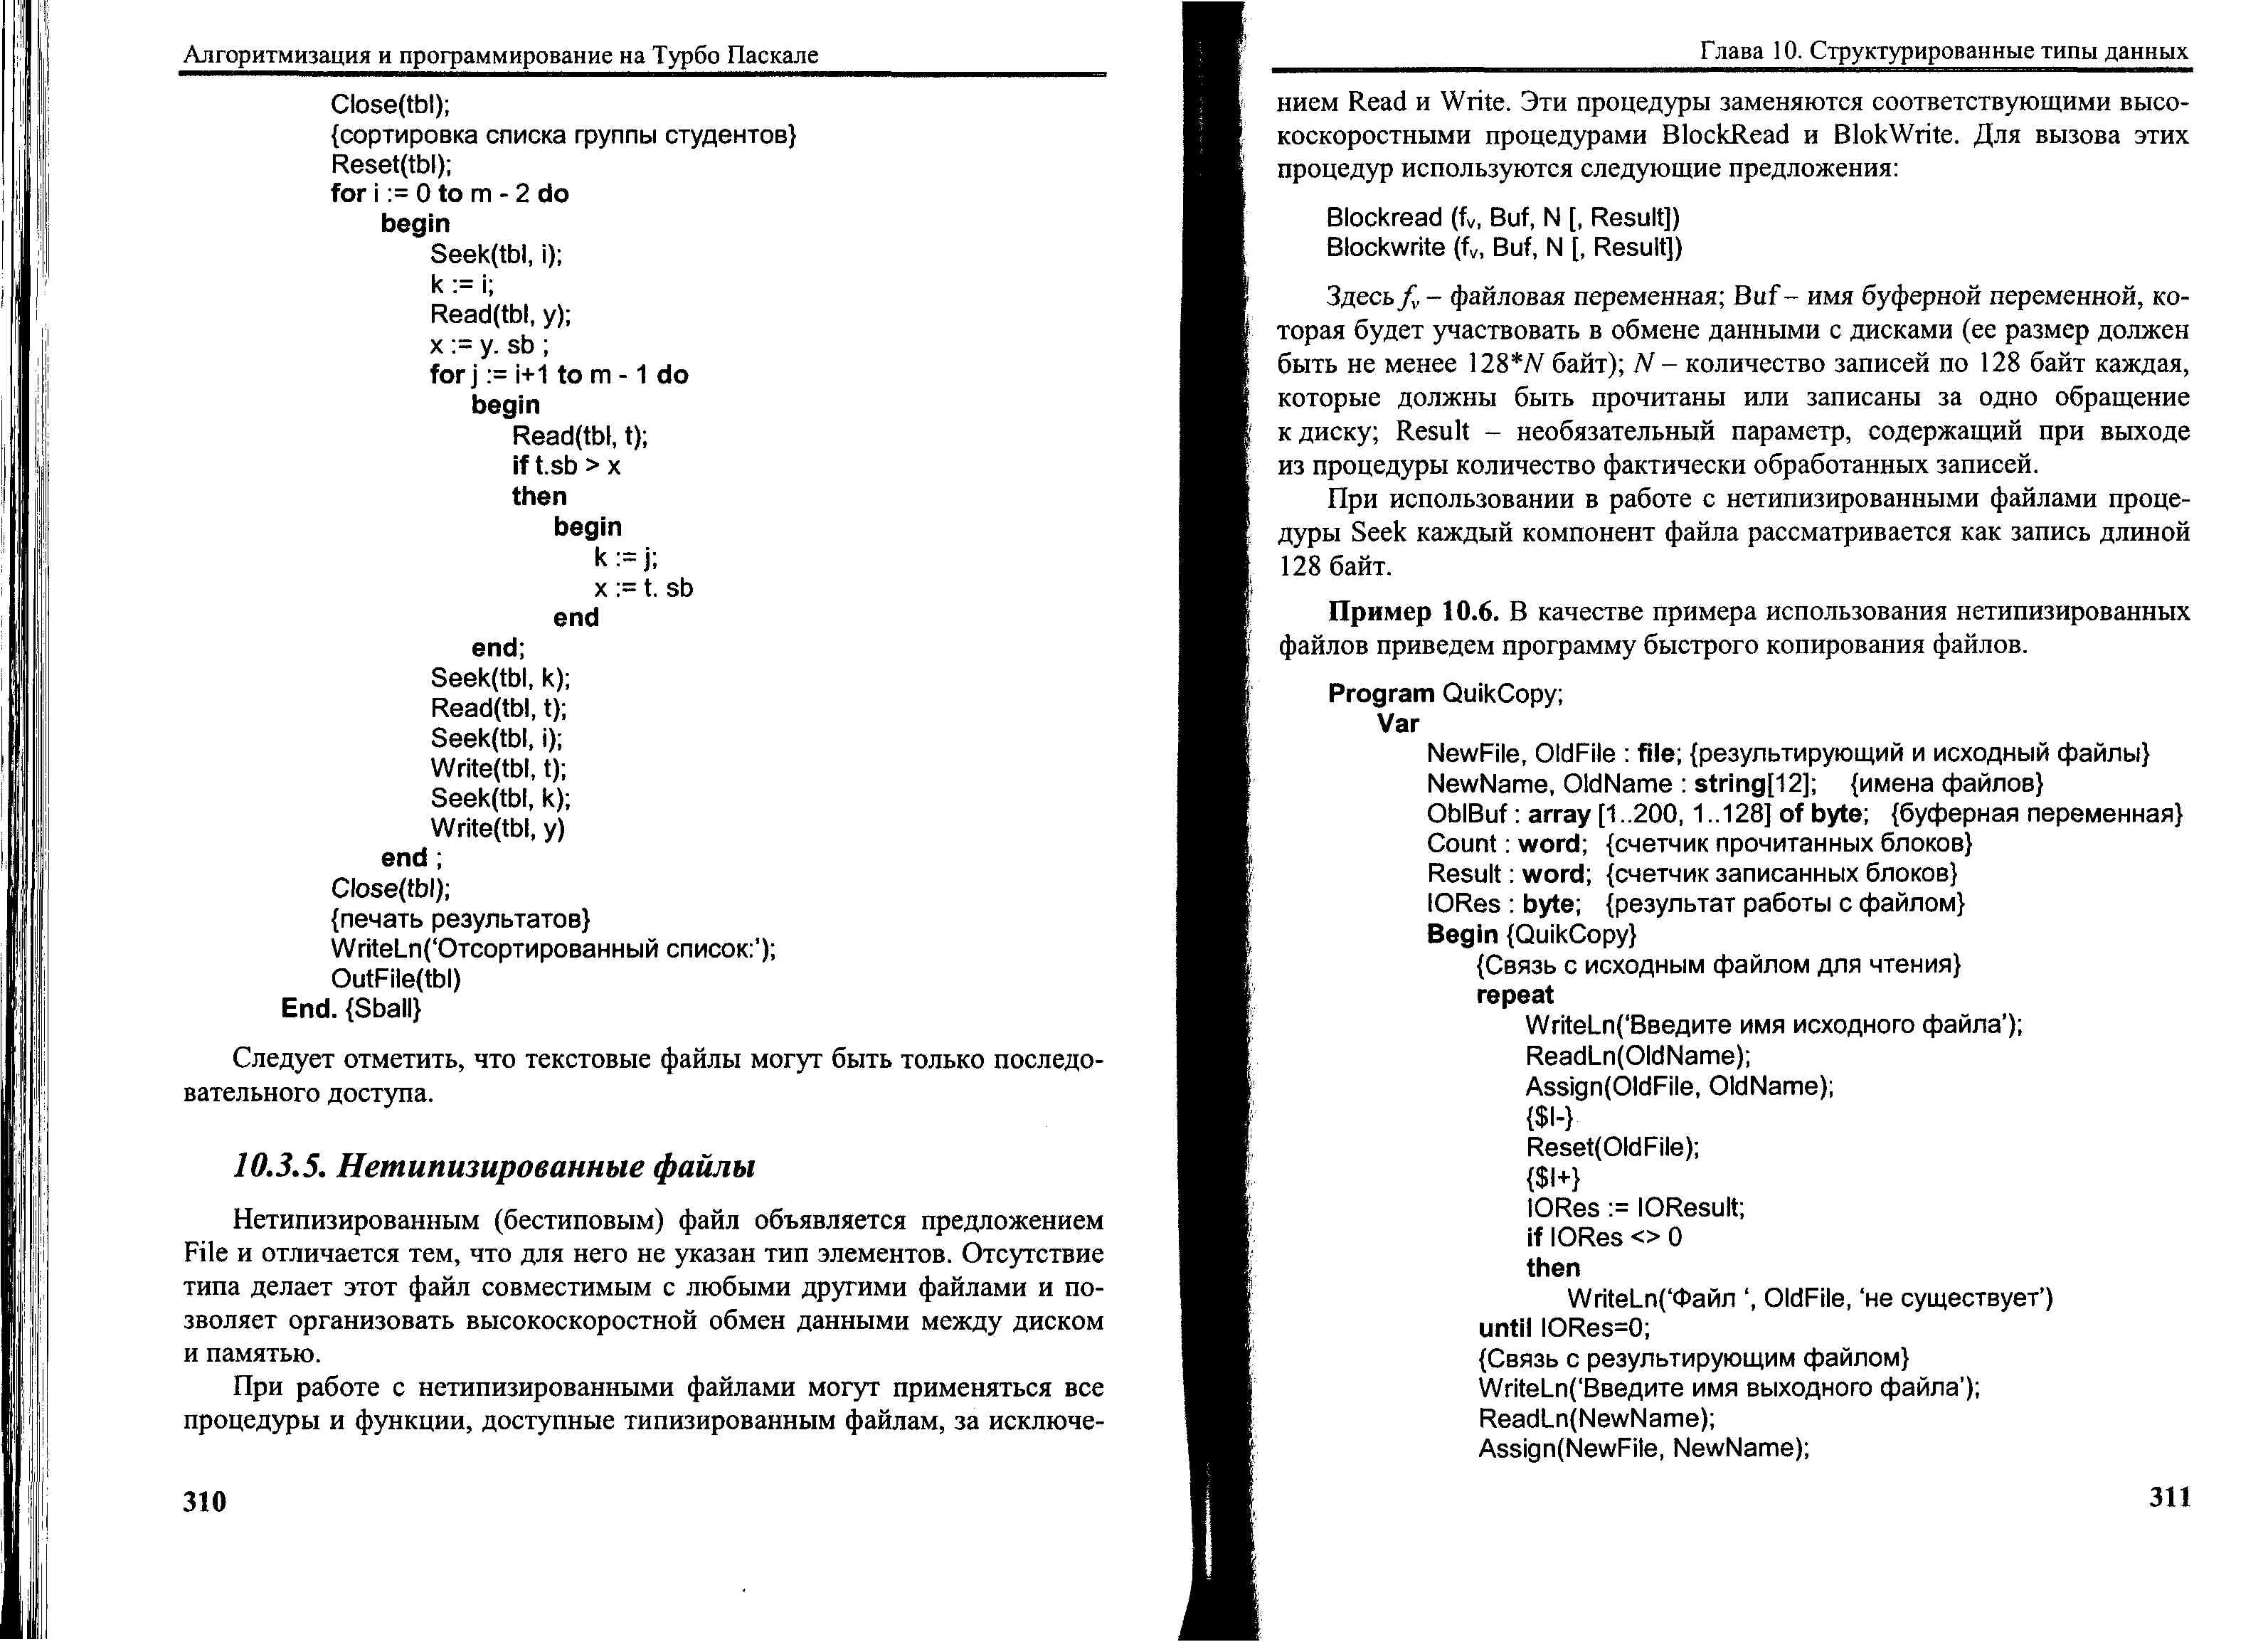 Алгоритмизация и программирование на Турбо Паскале
Close(tbl);
{сортировка списка группы студентов}
Reset(tbl);
for i := 0 to m - 2 do
begin
Seek(tbl, i);
k := i;
Read(tbl, y);
x := y. sb ;
for j := i+1 to m - 1 do
begin
Read(tbl, t);
if t.sb > x
then
begin
k := j;
x := t. sb
end
end;
Seek(tbl, k);
Read(tbl, t);
Seek(tbl, i);
Write(tbl, t);
Seek(tbl, k);
Write(tbl, y)
end ;
Close(tbl);
{печать результатов}
WriteLn(‘Отсортированный список:’);
OutFile(tbl)
End. {Sball}
Следует отметить, что текстовые файлы могут быть только последо-
вательного доступа.
10.3.5. Нетипизированные файлы
Нетипизированным (бестиповым) файл объявляется предложением
File и отличается тем, что для него не указан тип элементов. Отсутствие
типа делает этот файл совместимым с любыми другими файлами и по-
зволяет организовать высокоскоростной обмен данными между диском
и памятью.
При работе с нетипизированными файлами могут применяться все
процедуры и функции, доступные типизированным файлам, за исключе-
310
Глава 10. Структурированные типы данных
нием Read и Write. Эти процедуры заменяются соответствующими высо-
коскоростными процедурами BlockRead и BlokWrite. Для вызова этих
процедур используются следующие предложения:
Blockread (fv, Buf, N [, Result])
Blockwrite (fv, Buf, N [, Result])
Здесь fv – файловая переменная; Buf – имя буферной переменной, ко-
торая будет участвовать в обмене данными с дисками (ее размер должен
быть не менее 128*N байт); N – количество записей по 128 байт каждая,
которые должны быть прочитаны или записаны за одно обращение
к диску; Result – необязательный параметр, содержащий при выходе
из процедуры количество фактически обработанных записей.
При использовании в работе с нетипизированными файлами проце-
дуры Seek каждый компонент файла рассматривается как запись длиной
128 байт.
Пример 10.6. В качестве примера использования нетипизированных
файлов приведем программу быстрого копирования файлов.
Program QuikCopy;
Var
NewFile, OldFile : file; {результирующий и исходный файлы}
NewName, OldName : string[12]; {имена файлов}
OblBuf : array [1..200, 1..128] of byte; {буферная переменная}
Count : word; {счетчик прочитанных блоков}
Result : word; {счетчик записанных блоков}
IORes : byte; {результат работы с файлом}
Begin {QuikCopy}
{Связь с исходным файлом для чтения}
repeat
WriteLn(‘Введите имя исходного файла’);
ReadLn(OldName);
Assign(OldFile, OldName);
{$I-}
Reset(OldFile);
{$I+}
IORes := IOResult;
if IORes <> 0
then
WriteLn(‘Файл ‘, OldFile, ‘не существует’)
until IORes=0;
{Связь с результирующим файлом}
WriteLn(‘Введите имя выходного файла’);
ReadLn(NewName);
Assign(NewFile, NewName);
311